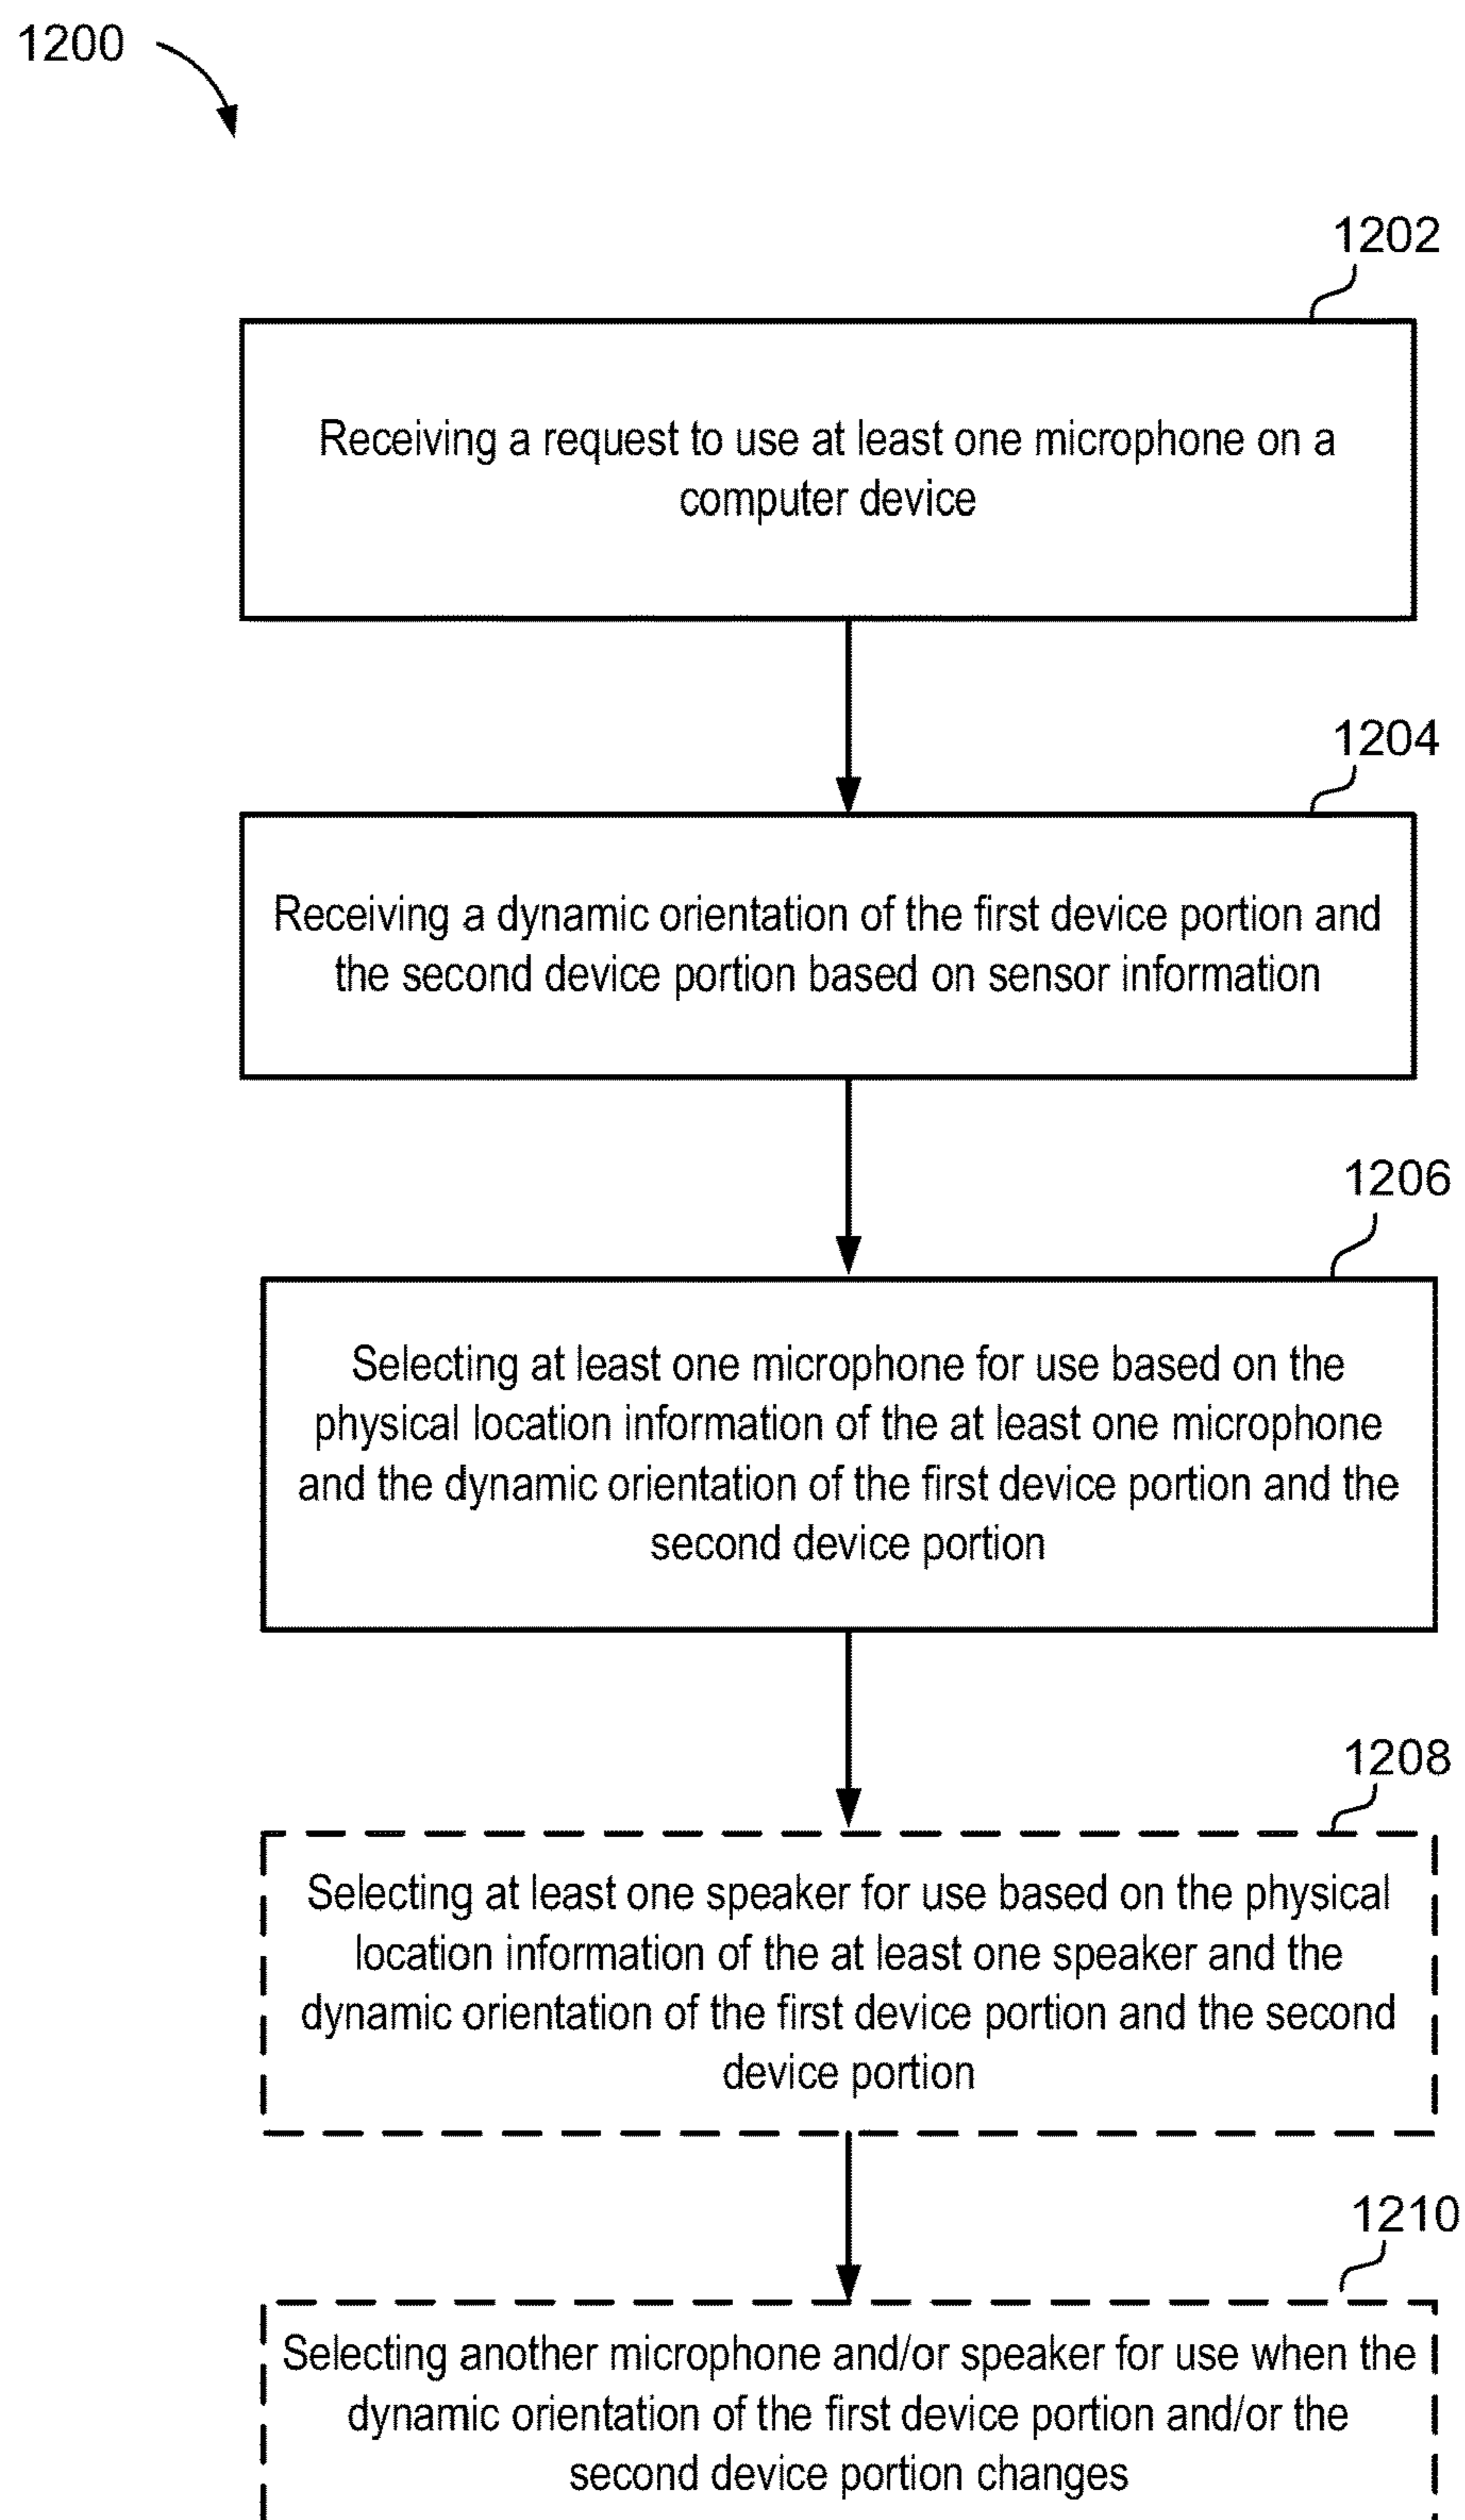 1200
1202
Receiving a request to use at least one microphone on a
computer device
1204
Receiving a dynamic orientation of the first device portion and
the second device portion based on sensor information
1206
Selecting at least one microphone for use based on the
physical location information of the at least one microphone
and the dynamic orientation of the first device portion and the
second device portion
1208
Selecting at least one speaker for use based on the physical
location information of the at least one speaker and the
dynamic orientation of the first device portion and the second
device portion
1210
Selecting another microphone and/or speaker for use when the
dynamic orientation of the first device portion and/or the
second device portion changes